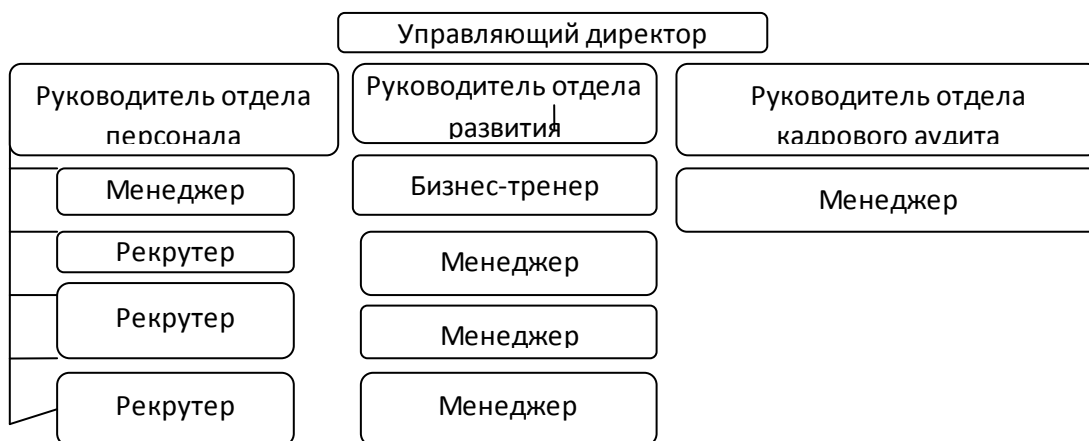 Управляющий директор
Руководитель отдела
персонала
Руководитель отдела
развития
Руководитель отдела
кадрового аудита
Менеджер
Бизнес-тренер
Менеджер
Рекрутер
Менеджер
Рекрутер
Менеджер
Рекрутер
Менеджер